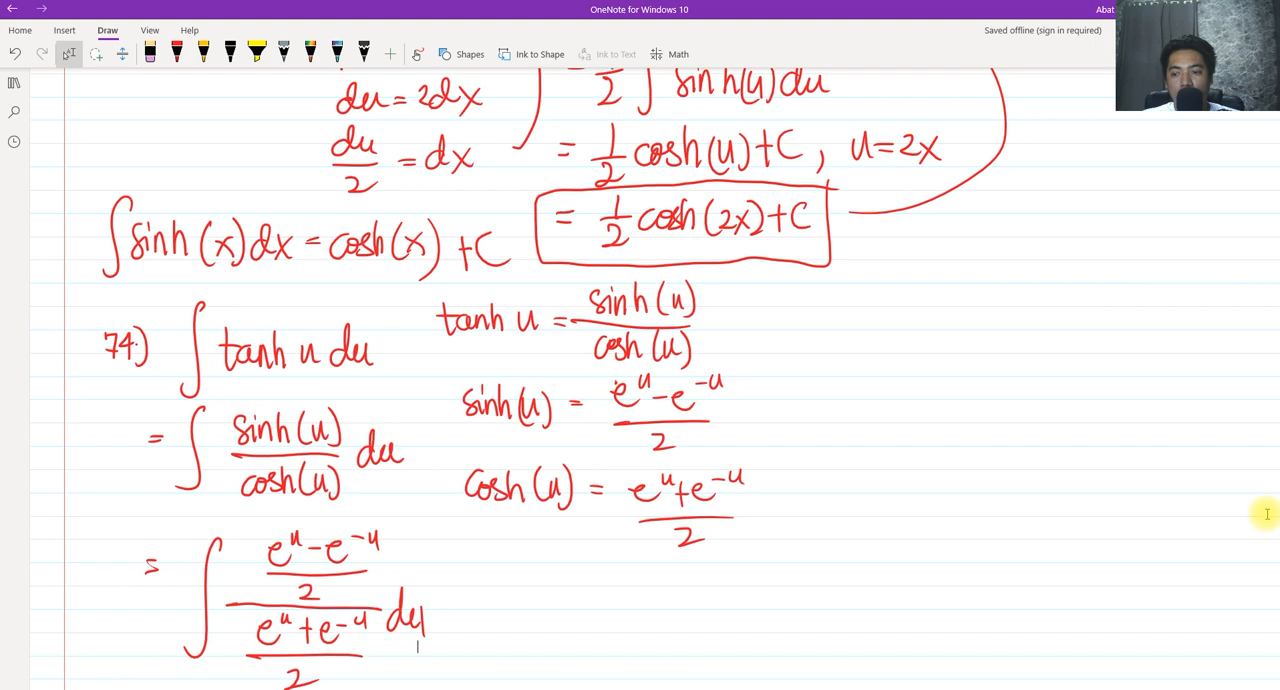 OneNote for Windows 10
Abat
Home Insert Draw View Help
Saved offline (sign in required)
Shapes Ink to Shape Ink to Text Math
du = 2dx
= 1/2 ∫ sinh(u)du
du/2 = dx
= 1/2 cosh(u)+C, u=2x
= 1/2 cosh(2x)+C
∫ sinh(x)dx = cosh(x) +C
74.) ∫ tanh u du
tanh u = sinh(u)/cosh(u)
= ∫ sinh(u)/cosh(u) du
sinh(u) = (e^u - e^-u)/2
cosh(u) = (e^u + e^-u)/2
= ∫ ((e^u - e^-u)/2)/((e^u + e^-u)/2) du